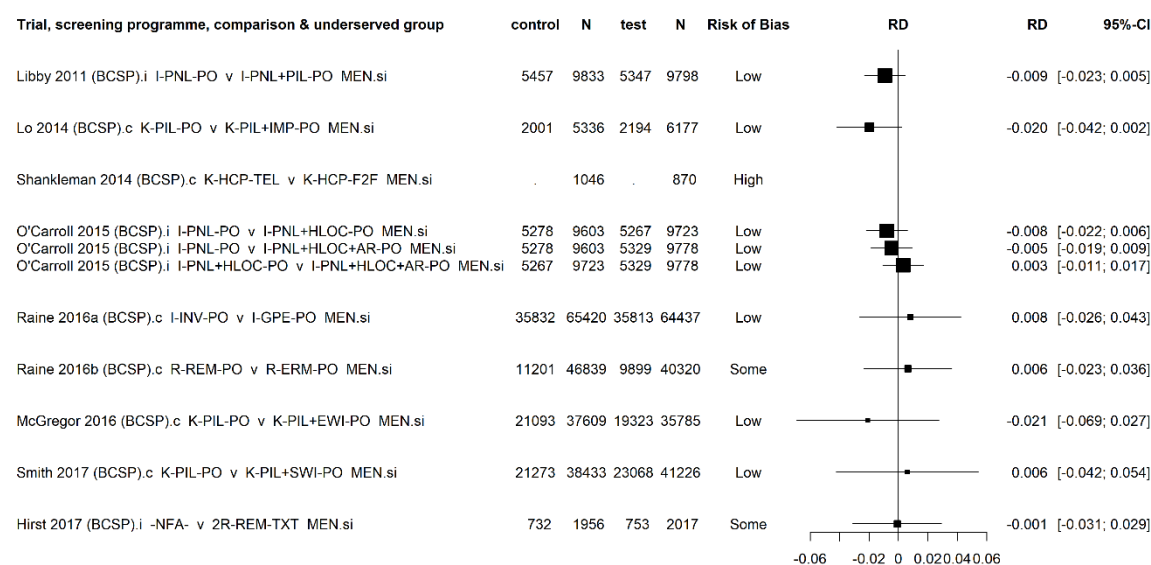 Trial, screening programme, comparison & underserved group control N test N Risk of Bias RD RD 95%-CI
Libby 2011 (BCSP).i I-PNL-PO v I-PNL+PIL-PO MEN.si 5457 9833 5347 9798 Low -0.009 [-0.023; 0.005]
Lo 2014 (BCSP).c K-PIL-PO v K-PIL+IMP-PO MEN.si 2001 5336 2194 6177 Low -0.020 [-0.042; 0.002]
Shankleman 2014 (BCSP).c K-HCP-TEL v K-HCP-F2F MEN.si . 1046 . 870 High
O'Carroll 2015 (BCSP).i I-PNL-PO v I-PNL+HLOC-PO MEN.si 5278 9603 5267 9723 Low -0.008 [-0.022; 0.006]
O'Carroll 2015 (BCSP).i I-PNL-PO v I-PNL+HLOC+AR-PO MEN.si 5278 9603 5329 9778 Low -0.005 [-0.019; 0.009]
O'Carroll 2015 (BCSP).i I-PNL+HLOC-PO v I-PNL+HLOC+AR-PO MEN.si 5267 9723 5329 9778 Low 0.003 [-0.011; 0.017]
Raine 2016a (BCSP).c I-INV-PO v I-GPE-PO MEN.si 35832 65420 35813 64437 Low 0.008 [-0.026; 0.043]
Raine 2016b (BCSP).c R-REM-PO v R-ERM-PO MEN.si 11201 46839 9899 40320 Some 0.006 [-0.023; 0.036]
McGregor 2016 (BCSP).c K-PIL-PO v K-PIL+EWI-PO MEN.si 21093 37609 19323 35785 Low -0.021 [-0.069; 0.027]
Smith 2017 (BCSP).c K-PIL-PO v K-PIL+SWI-PO MEN.si 21273 38433 23068 41226 Low 0.006 [-0.042; 0.054]
Hirst 2017 (BCSP).i -NFA- v 2R-REM-TXT MEN.si 732 1956 753 2017 Some -0.001 [-0.031; 0.029]
-0.06 -0.02 0 0.02 0.04 0.06